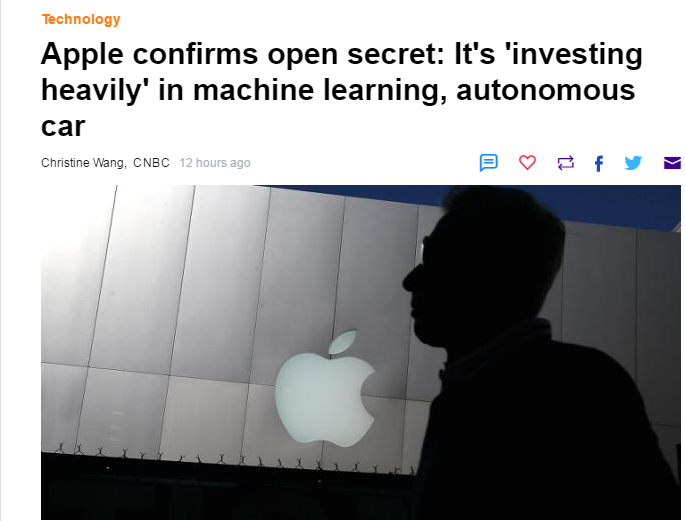 Technology
Apple confirms open secret: It's 'investing
heavily' in machine learning, autonomous
car
Christine Wang, CNBC 12 hours ago